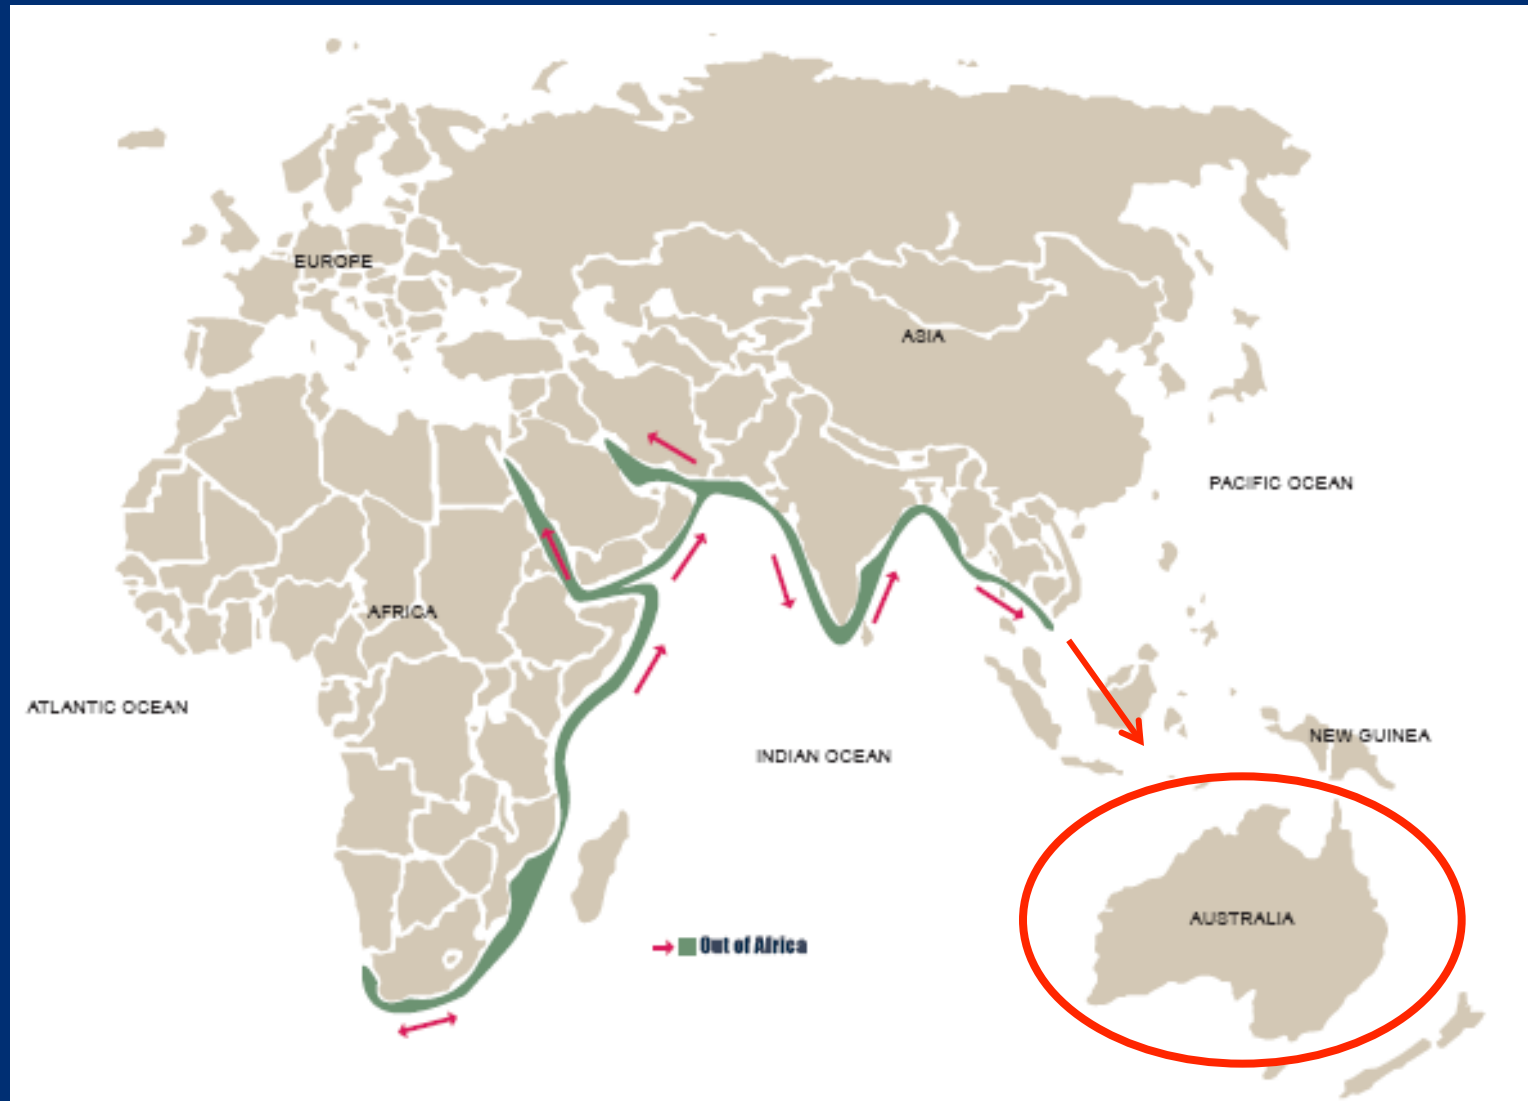 EUROPE
ASIA
PACIFIC OCEAN
AFRICA
ATLANTIC OCEAN
NEW GUINEA
INDIAN OCEAN
AUSTRALIA
Out of Africa